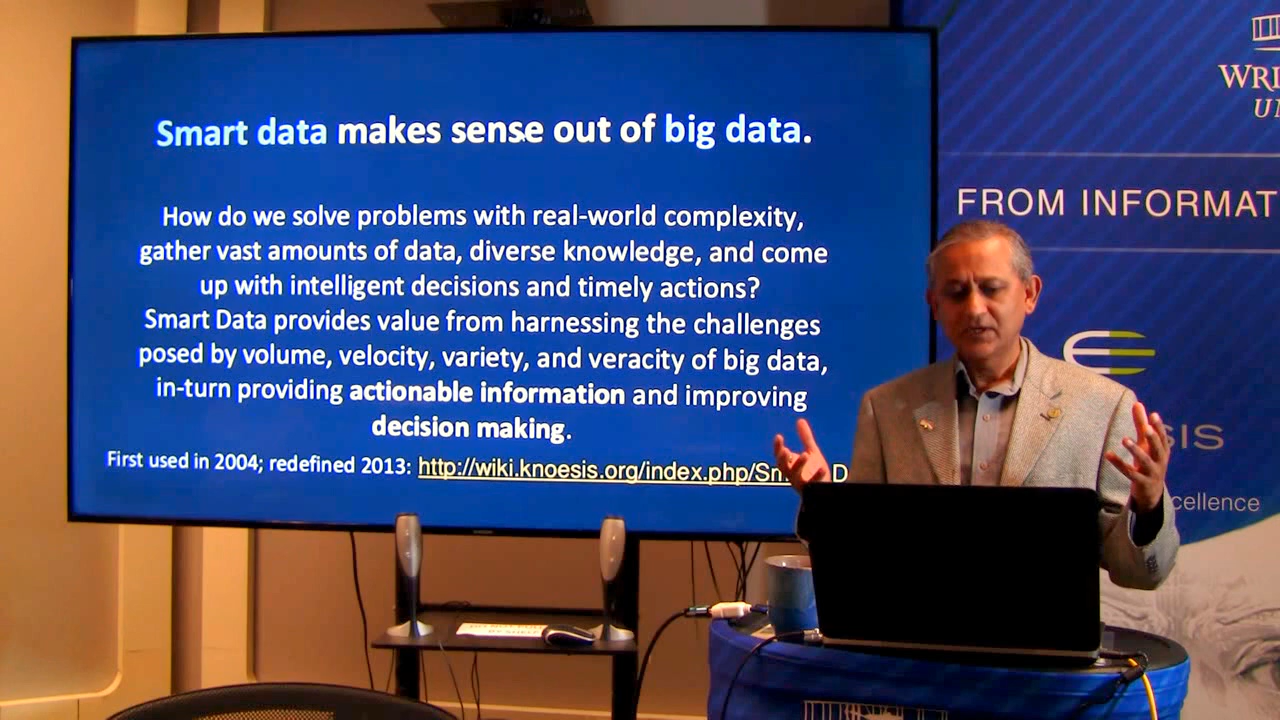 Smart data makes sense out of big data.
How do we solve problems with real-world complexity,
gather vast amounts of data, diverse knowledge, and come
up with intelligent decisions and timely actions?
Smart Data provides value from harnessing the challenges
posed by volume, velocity, variety, and veracity of big data,
in-turn providing actionable information and improving
decision making.
First used in 2004; redefined 2013: http://wiki.knoesis.org/index.php/Sm
WRI
UN
FROM INFORMAT
SIS
cellence